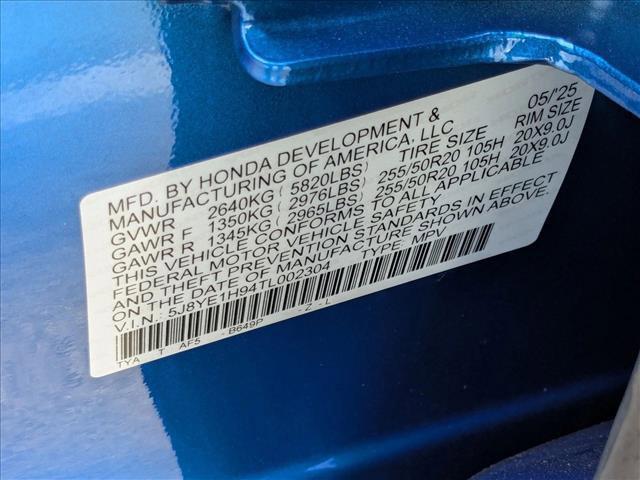 MFD. BY HONDA DEVELOPMENT & 05/'25
MANUFACTURING OF AMERICA, LLC
GVWR 2640KG (5820LBS) TIRE SIZE RIM SIZE
GAWR F 1350KG (2976LBS) 255/50R20 105H 20X9.0J
GAWR R 1345KG (2965LBS) 255/50R20 105H 20X9.0J
THIS VEHICLE CONFORMS TO ALL APPLICABLE
FEDERAL MOTOR VEHICLE SAFETY
AND THEFT PREVENTION STANDARDS IN EFFECT
ON THE DATE OF MANUFACTURE SHOWN ABOVE.
V.I.N.: 5J8YE1H94TL002304 TYPE: MPV
TYA T AF5 - B649P - Z - L